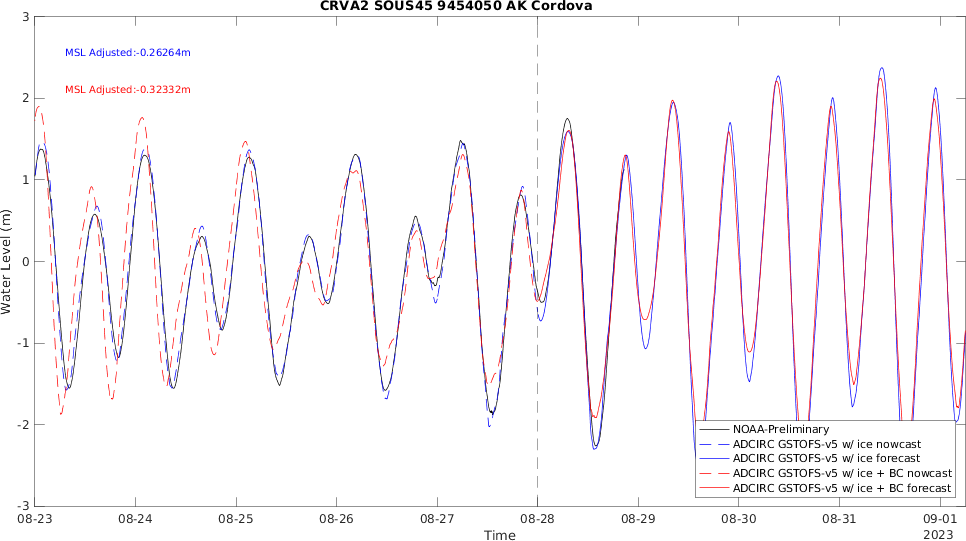 CRVA2 SOUS45 9454050 AK Cordova
MSL Adjusted:-0.26264m
MSL Adjusted:-0.32332m
3
2
1
0
-1
-2
-3
Water Level (m)
NOAA-Preliminary
ADCIRC GSTOFS-v5 w/ ice nowcast
ADCIRC GSTOFS-v5 w/ ice forecast
ADCIRC GSTOFS-v5 w/ ice + BC nowcast
ADCIRC GSTOFS-v5 w/ ice + BC forecast
08-23 08-24 08-25 08-26 08-27 08-28 08-29 08-30 08-31 09-01
2023
Time